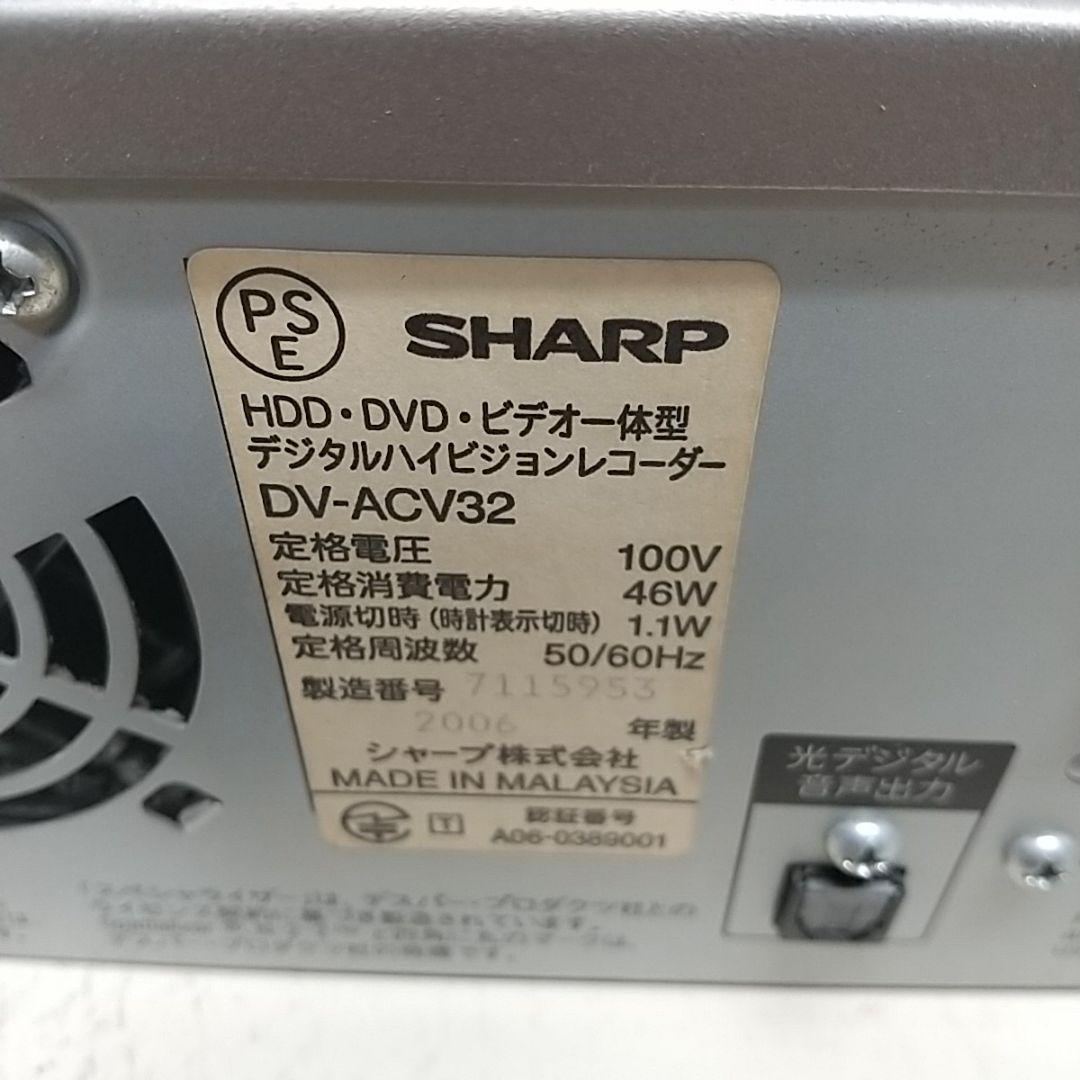 PSE
SHARP
HDD・DVD・ビデオ一体型
デジタルハイビジョンレコーダー
DV-ACV32
定格電圧 100V
定格消費電力 46W
電源切時(時計表示切時) 1.1W
定格周波数 50/60Hz
製造番号 7115953
2006 年製
シャープ株式会社
MADE IN MALAYSIA
T 認証番号
A06-0389001
光デジタル
音声出力